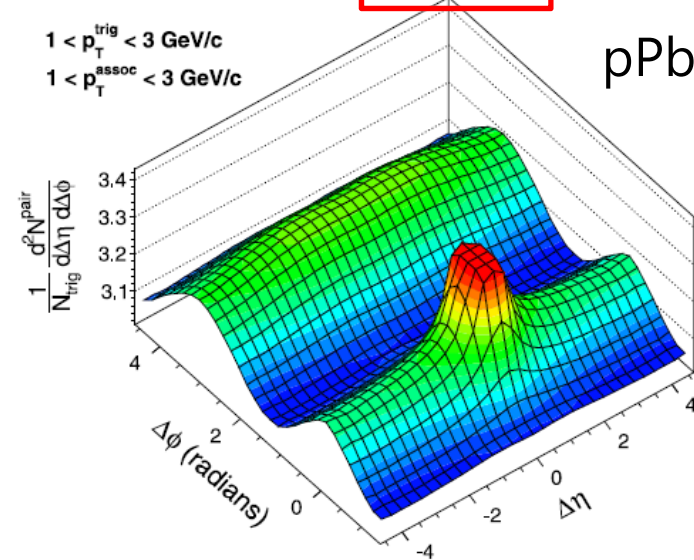 1 < p_T^trig < 3 GeV/c
1 < p_T^assoc < 3 GeV/c
pPb
1/N_trig d²N^pair/dΔη dΔϕ
3.4
3.3
3.2
3.1
4
2
0
Δϕ (radians)
-4
-2
0
2
4
Δη